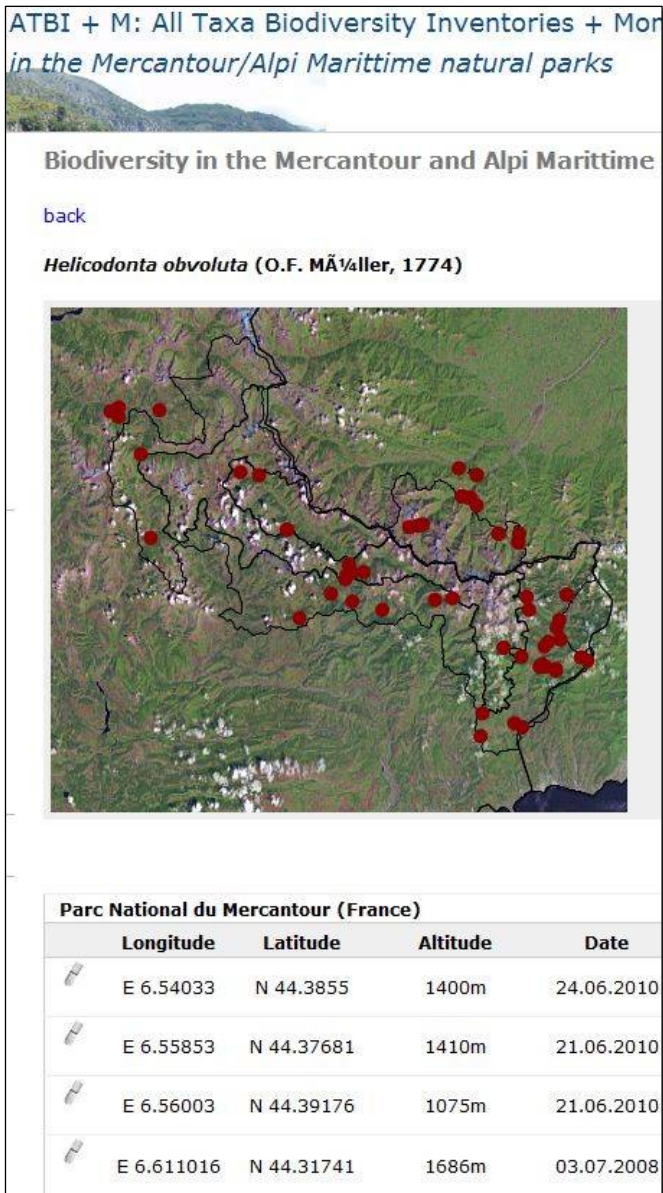 ATBI + M: All Taxa Biodiversity Inventories + Mon
in the Mercantour/Alpi Marittime natural parks
Biodiversity in the Mercantour and Alpi Marittime
back
Helicodonta obvoluta (O.F. MÃ¼ller, 1774)
Parc National du Mercantour (France)
Longitude Latitude Altitude Date
E 6.54033 N 44.3855 1400m 24.06.2010
E 6.55853 N 44.37681 1410m 21.06.2010
E 6.56003 N 44.39176 1075m 21.06.2010
E 6.611016 N 44.31741 1686m 03.07.2008